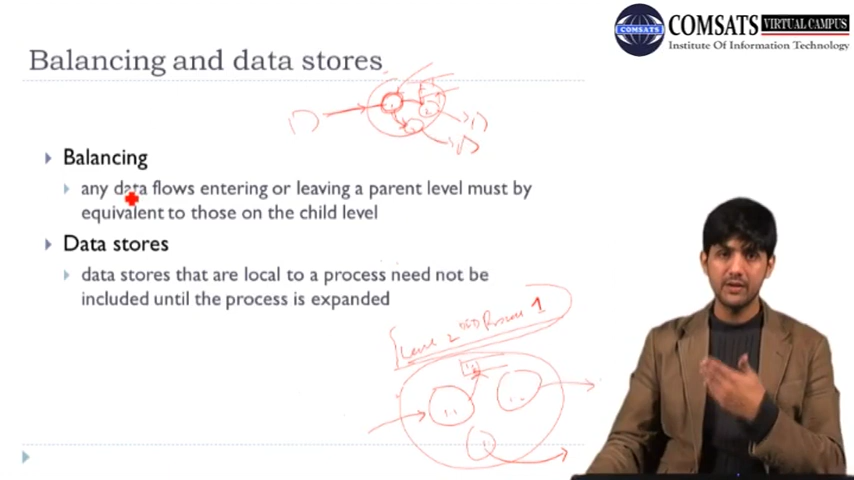 COMSATS VIRTUAL CAMPUS
COMSATS
Institute Of Information Technology
Balancing and data stores
Balancing
any data flows entering or leaving a parent level must by
equivalent to those on the child level
Data stores
data stores that are local to a process need not be
included until the process is expanded
Level 2 DFD Process 1